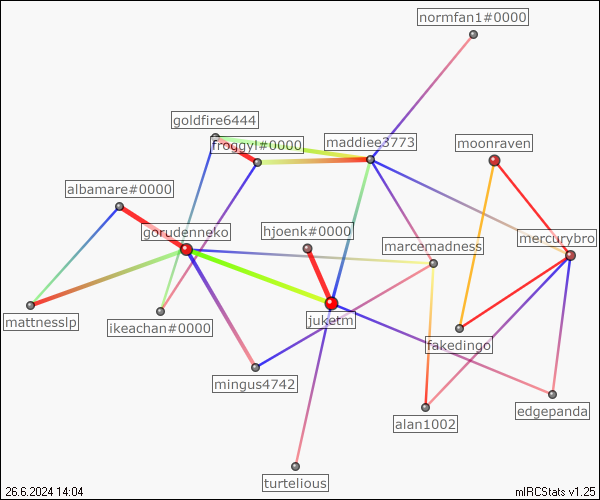 normfan1#0000
goldfire6444
froggyl#0000
maddiee3773
moonraven
albamare#0000
gorudenneko
hjoenk#0000
marcemadness
mercurybro
mattnesslp
ikeachan#0000
juketm
fakedingo
mingus4742
alan1002
edgepanda
turtelious
26.6.2024 14:04
mIRCStats v1.25